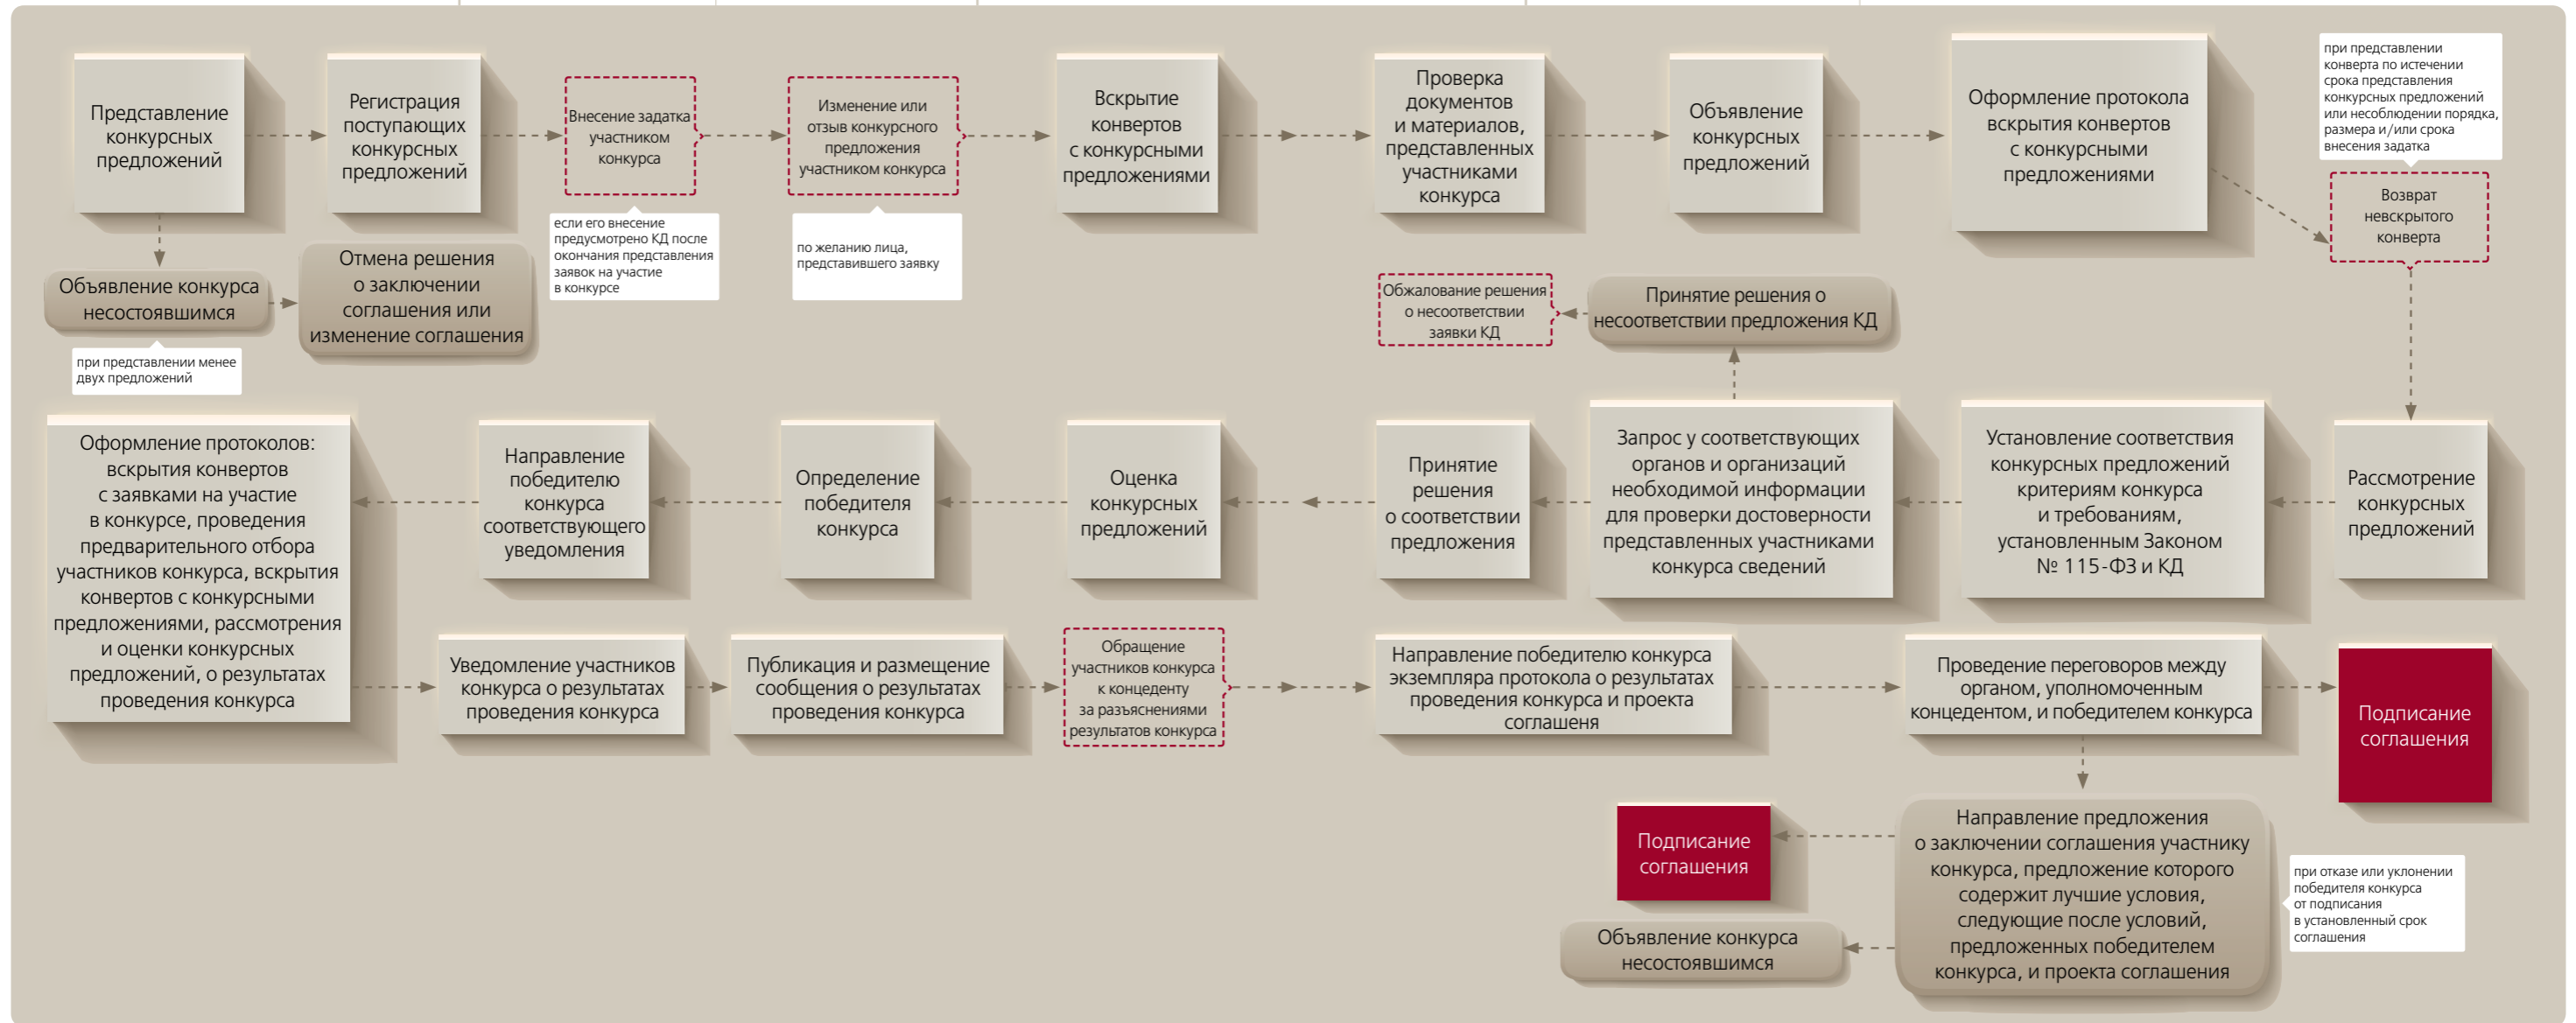 Представление
конкурсных
предложений
Регистрация
поступающих
конкурсных
предложений
Внесение задатка
участником
конкурса
Изменение или
отзыв конкурсного
предложения
участником конкурса
Вскрытие
конвертов
с конкурсными
предложениями
Проверка
документов
и материалов,
представленных
участниками
конкурса
Объявление
конкурсных
предложений
Оформление протокола
вскрытия конвертов
с конкурсными
предложениями
при представлении
конверта по истечении
срока представления
конкурсных предложений
или несоблюдении порядка,
размера и/или срока
внесения задатка
Возврат
невскрытого
конверта
если его внесение
предусмотрено КД после
окончания представления
заявок на участие
в конкурсе
по желанию лица,
представившего заявку
Объявление конкурса
несостоявшимся
Отмена решения
о заключении
соглашения или
изменение соглашения
при представлении менее
двух предложений
Обжалование решения
о несоответствии
заявки КД
Принятие решения о
несоответствии предложения КД
Рассмотрение
конкурсных
предложений
Установление соответствия
конкурсных предложений
критериям конкурса
и требованиям,
установленным Законом
№ 115-ФЗ и КД
Запрос у соответствующих
органов и организаций
необходимой информации
для проверки достоверности
представленных участниками
конкурса сведений
Принятие
решения
о соответствии
предложения
Оценка
конкурсных
предложений
Определение
победителя
конкурса
Направление
победителю
конкурса
соответствующего
уведомления
Оформление протоколов:
вскрытия конвертов
с заявками на участие
в конкурсе, проведения
предварительного отбора
участников конкурса, вскрытия
конвертов с конкурсными
предложениями, рассмотрения
и оценки конкурсных
предложений, о результатах
проведения конкурса
Уведомление участников
конкурса о результатах
проведения конкурса
Публикация и размещение
сообщения о результатах
проведения конкурса
Обращение
участников конкурса
к концеденту
за разъяснениями
результатов конкурса
Направление победителю конкурса
экземпляра протокола о результатах
проведения конкурса и проекта
соглашеня
Проведение переговоров между
органом, уполномоченным
концедентом, и победителем конкурса
Подписание
соглашения
Направление предложения
о заключении соглашения участнику
конкурса, предложение которого
содержит лучшие условия,
следующие после условий,
предложенных победителем
конкурса, и проекта соглашения
при отказе или уклонении
победителя конкурса
от подписания
в установленный срок
соглашения
Подписание
соглашения
Объявление конкурса
несостоявшимся